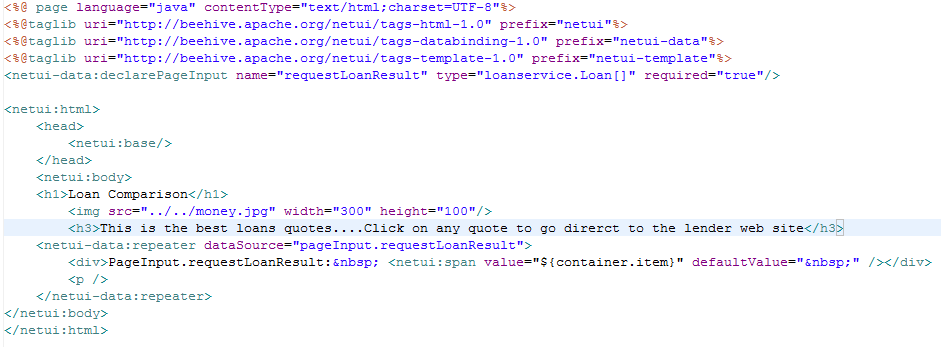 <%@ page language="java" contentType="text/html;charset=UTF-8"%>
<%@taglib uri="http://beehive.apache.org/netui/tags-html-1.0" prefix="netui"%>
<%@taglib uri="http://beehive.apache.org/netui/tags-databinding-1.0" prefix="netui-data"%>
<%@taglib uri="http://beehive.apache.org/netui/tags-template-1.0" prefix="netui-template"%>
<netui-data:declarePageInput name="requestLoanResult" type="loanservice.Loan[]" required="true"/>

<netui:html>
    <head>
        <netui:base/>
    </head>
    <netui:body>
    <h1>Loan Comparison</h1>
        <img src="../../money.jpg" width="300" height="100"/>
        <h3>This is the best loans quotes....Click on any quote to go direrct to the lender web site</h3>
    <netui-data:repeater dataSource="pageInput.requestLoanResult">
        <div>PageInput.requestLoanResult:&nbsp; <netui:span value="${container.item}" defaultValue="&nbsp;" /></div>
        <p />
    </netui-data:repeater>
</netui:body>
</netui:html>